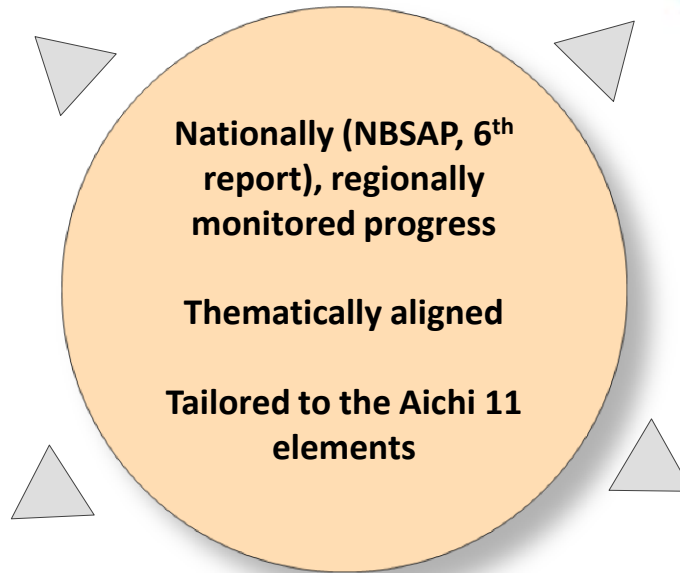 Nationally (NBSAP, 6th
report), regionally
monitored progress
Thematically aligned
Tailored to the Aichi 11
elements